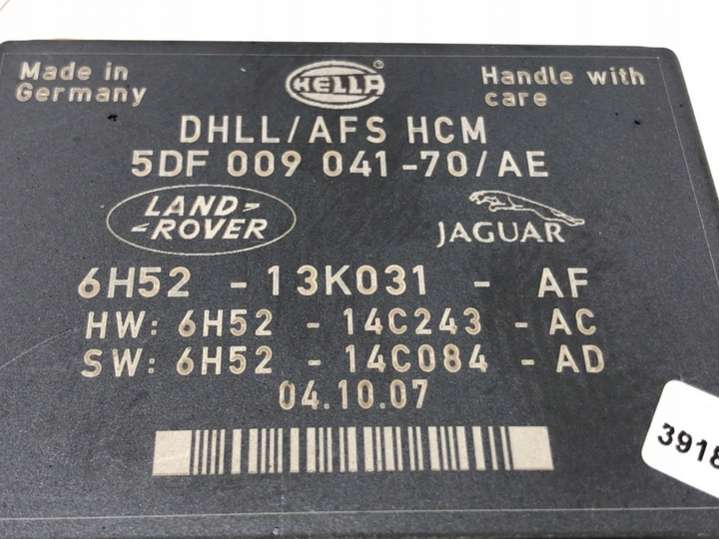 Made in
Germany
HELLA
Handle with
care
DHLL/AFS HCM
5DF 009 041-70/AE
LAND-
-ROVER
JAGUAR
6H52 - 13K031 - AF
HW: 6H52 - 14C243 - AC
SW: 6H52 - 14C084 - AD
04.10.07
3918